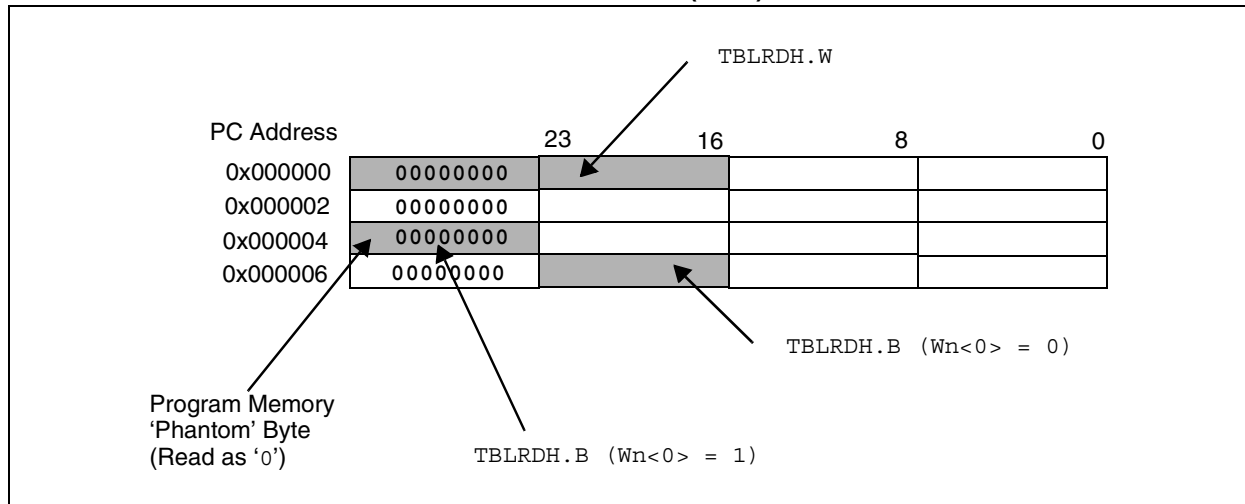 TBLRDH.W
PC Address
23 16 8 0
0x000000 00000000
0x000002 00000000
0x000004 00000000
0x000006 00000000
TBLRDH.B (Wn<0> = 0)
Program Memory
‘Phantom’ Byte
(Read as ‘0’)
TBLRDH.B (Wn<0> = 1)